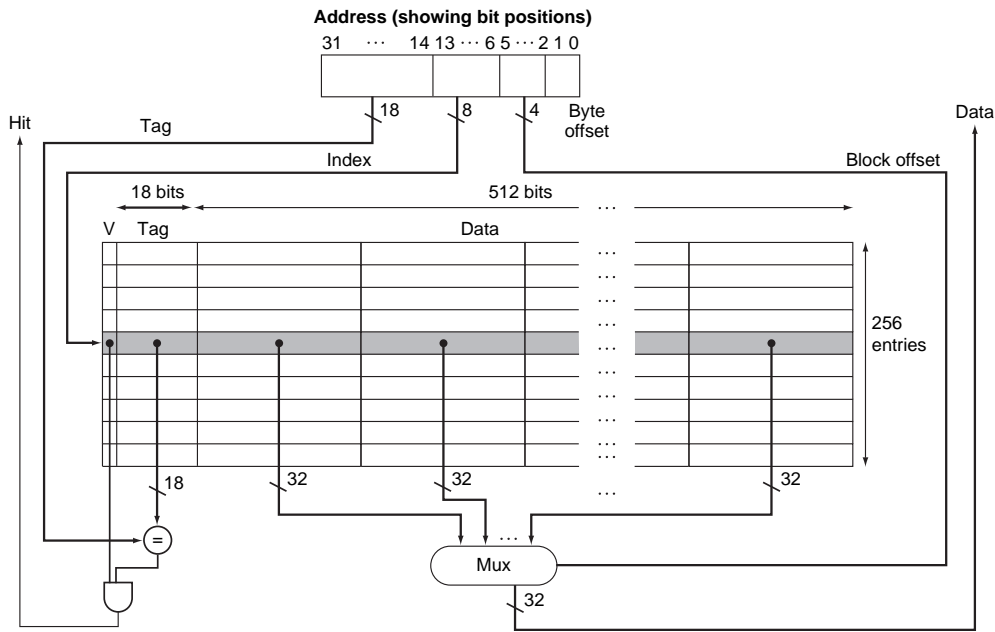 Address (showing bit positions)
31 ··· 14 13 ··· 6 5 ··· 2 1 0
18 8 4 Byte offset
Hit
Tag
Data
Index
Block offset
18 bits
512 bits
···
V Tag Data
···
···
···
···
···
256 entries
···
···
···
···
···
18 32 32 32
···
=
···
Mux
32